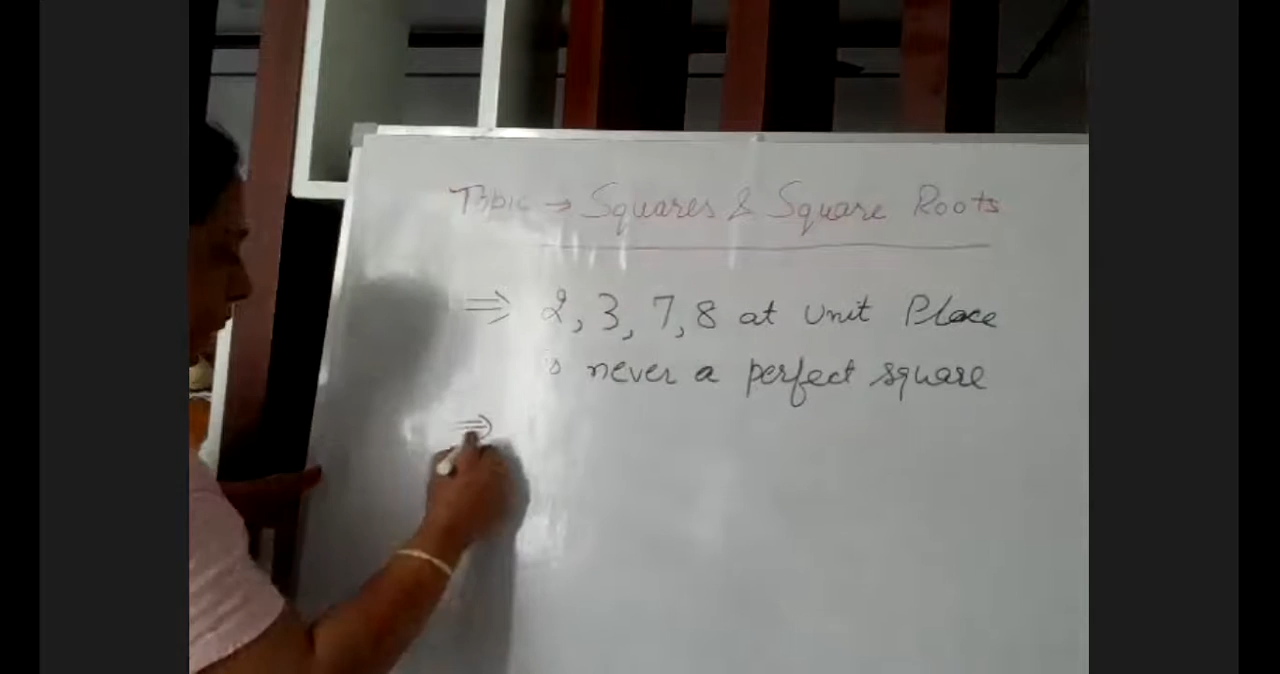 Topic → Squares & Square Roots
⇒ 2, 3, 7, 8 at Unit Place
is never a perfect square
⇒